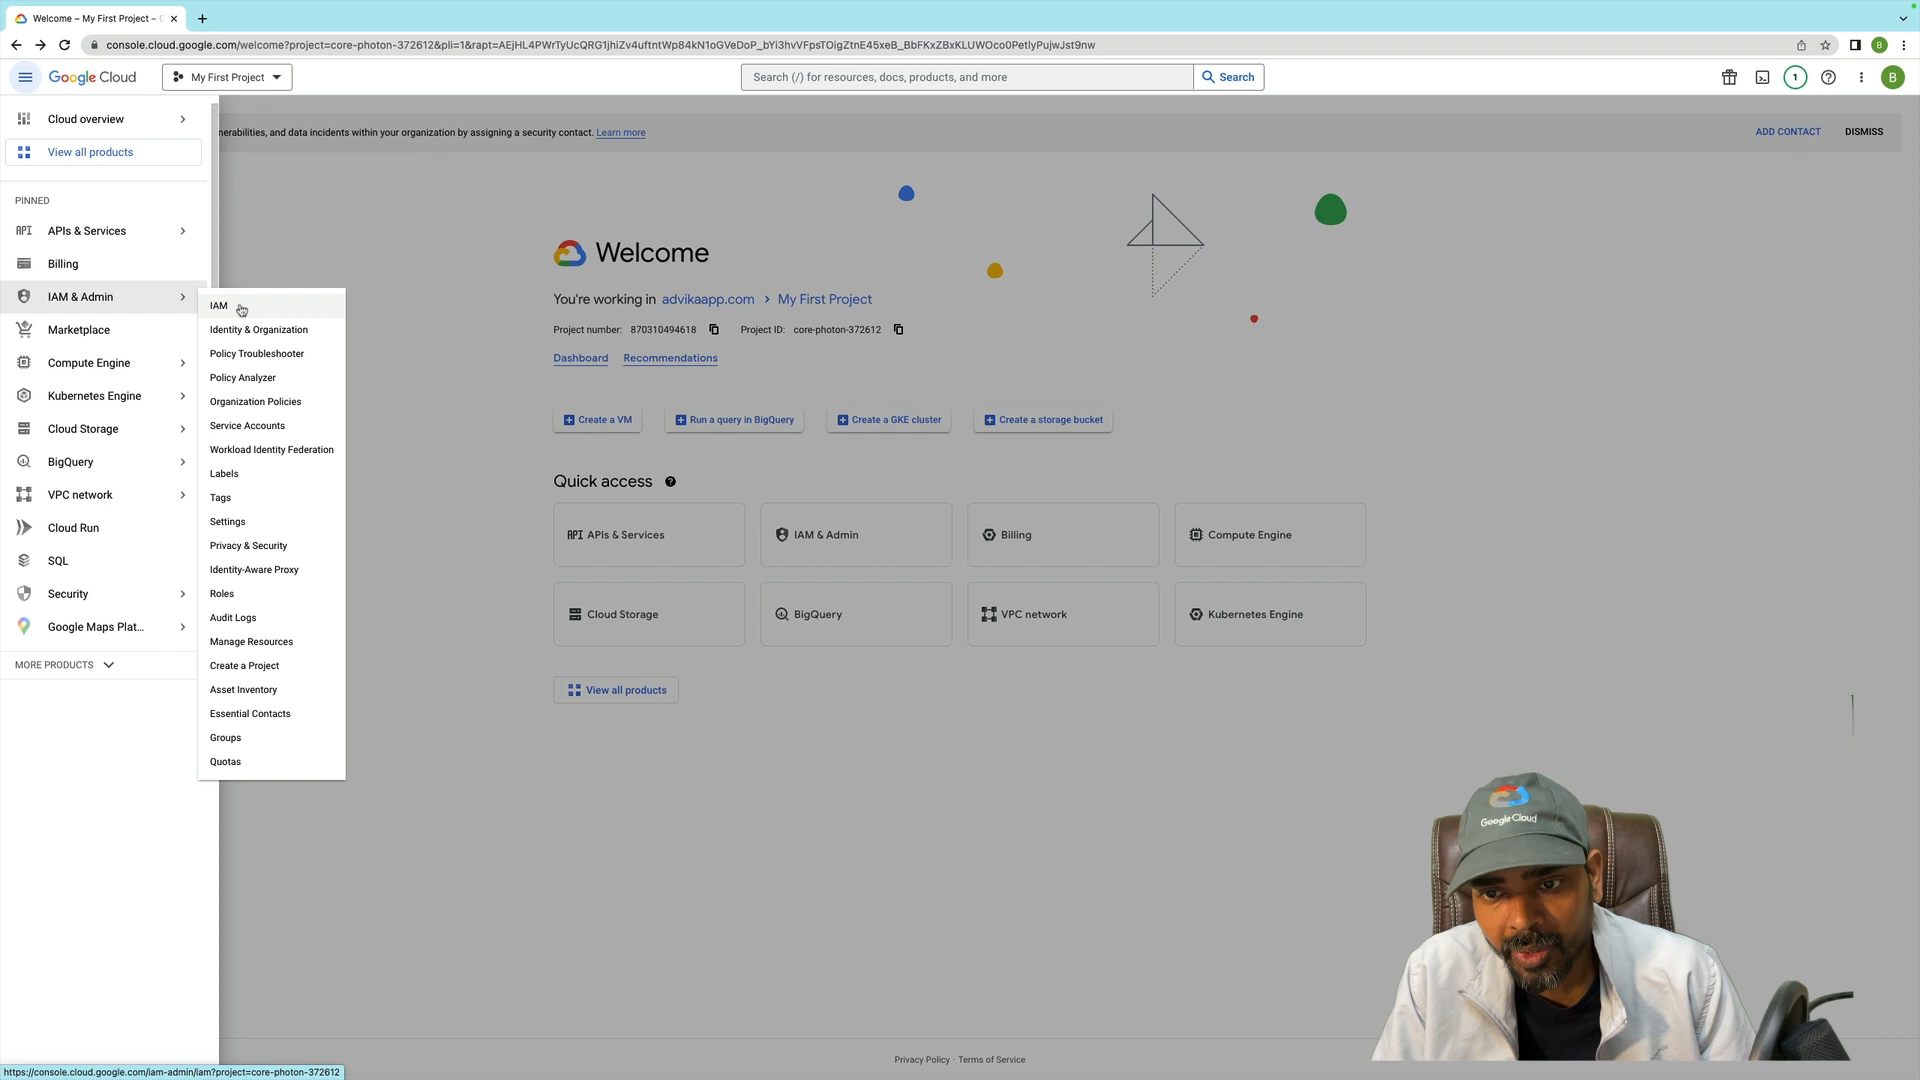 Welcome – My First Project – G
console.cloud.google.com/welcome?project=core-photon-372612&pli=1&rapt=AEjHL4PWrTyUcQRG1jhiZv4uftntWp84kN1oGVeDoP_bYi3hvVFpsTOigZtnE45xeB_BbFKxZBxKLUWOco0PetlyPujwJst9nw
B
Google Cloud
My First Project
Search (/) for resources, docs, products, and more
Search
1
B
Cloud overview
View all products
nerabilities, and data incidents within your organization by assigning a security contact. Learn more
ADD CONTACT
DISMISS
PINNED
API APIs & Services
Billing
IAM & Admin
Marketplace
Compute Engine
Kubernetes Engine
Cloud Storage
BigQuery
VPC network
Cloud Run
SQL
Security
Google Maps Plat...
MORE PRODUCTS
IAM
Identity & Organization
Policy Troubleshooter
Policy Analyzer
Organization Policies
Service Accounts
Workload Identity Federation
Labels
Tags
Settings
Privacy & Security
Identity-Aware Proxy
Roles
Audit Logs
Manage Resources
Create a Project
Asset Inventory
Essential Contacts
Groups
Quotas
Welcome
You're working in advikaapp.com > My First Project
Project number: 870310494618 Project ID: core-photon-372612
Dashboard Recommendations
Create a VM
Run a query in BigQuery
Create a GKE cluster
Create a storage bucket
Quick access
API APIs & Services
IAM & Admin
Billing
Compute Engine
Cloud Storage
BigQuery
VPC network
Kubernetes Engine
View all products
Google Cloud
Privacy Policy · Terms of Service
https://console.cloud.google.com/iam-admin/iam?project=core-photon-372612